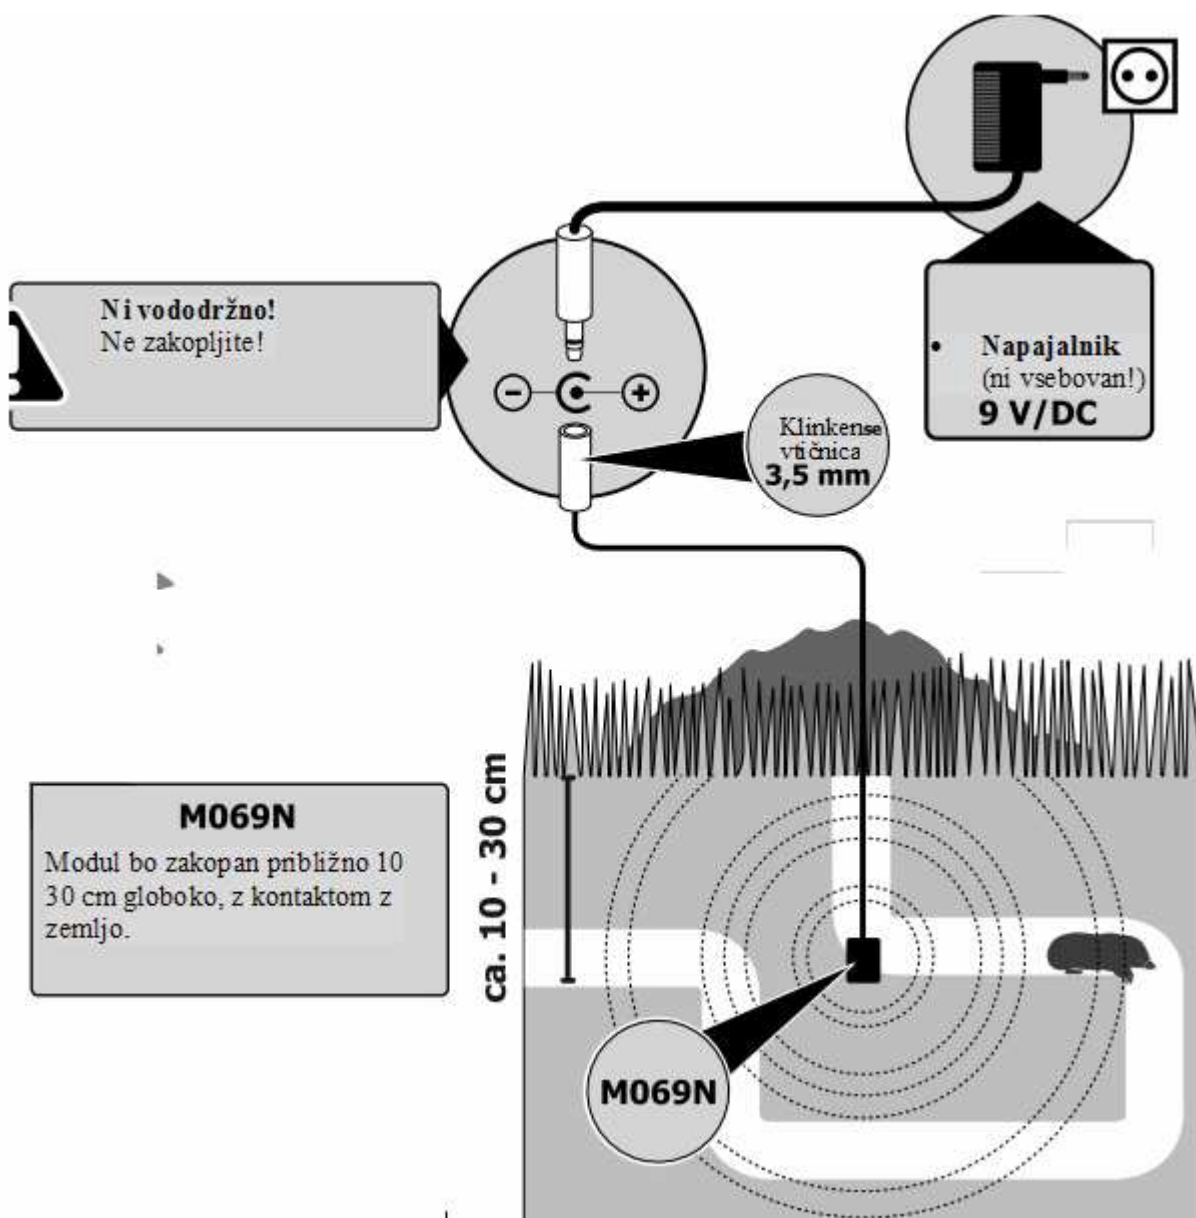 Ni vododržno!
Ne zakopljite!
Napajalnik
(ni vsebovan!)
9 V/DC
Klinkense
vtičnica
3,5 mm
M069N
Modul bo zakopan približno 10
30 cm globoko, z kontaktom z
zemljo.
ca. 10 - 30 cm
M069N